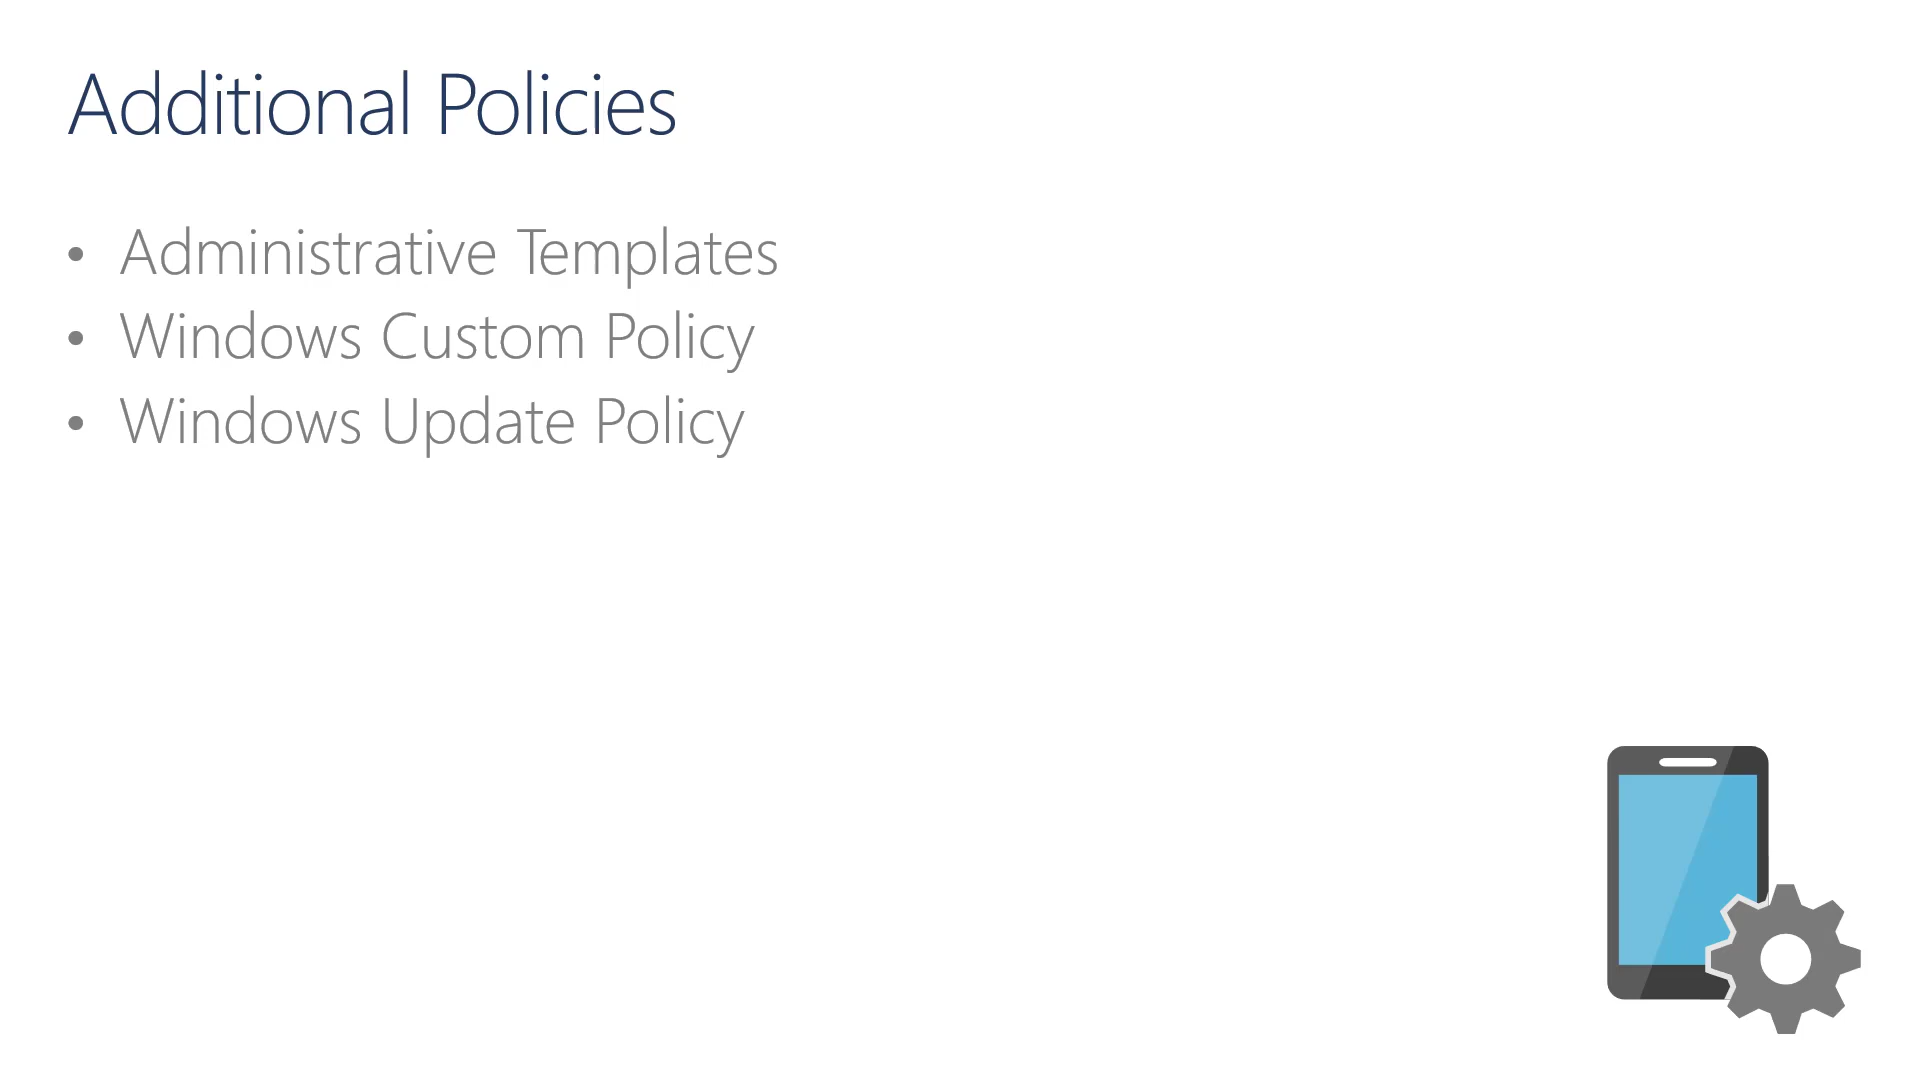 Additional Policies
• Administrative Templates
• Windows Custom Policy
• Windows Update Policy